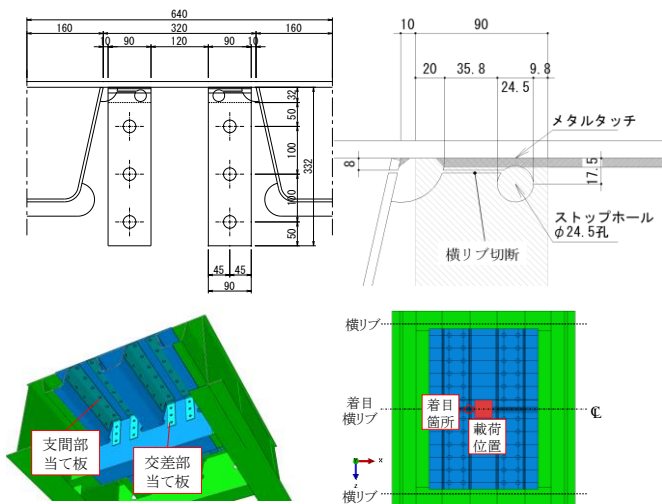 640
160
320
160
10
90
120
90
10
32
50
100
332
100
50
45
45
90
10
90
20
35.8
9.8
24.5
メタルタッチ
8
17.5
ストップホール
φ24.5孔
横リブ切断
支間部
当て板
交差部
当て板
横リブ
着目
横リブ
着目
箇所
載荷
位置
℄
x
z
横リブ